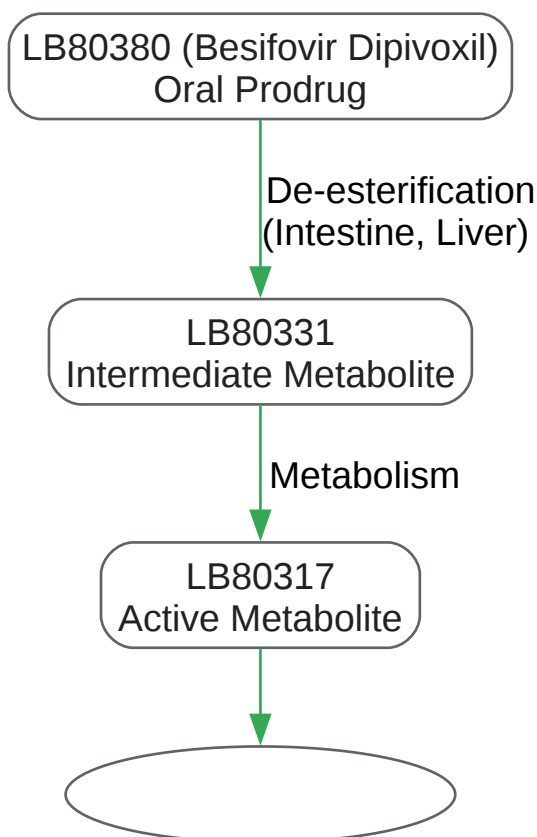 LB80380 (Besifovir Dipivoxil)
Oral Prodrug
De-esterification
(Intestine, Liver)
LB80331
Intermediate Metabolite
Metabolism
LB80317
Active Metabolite